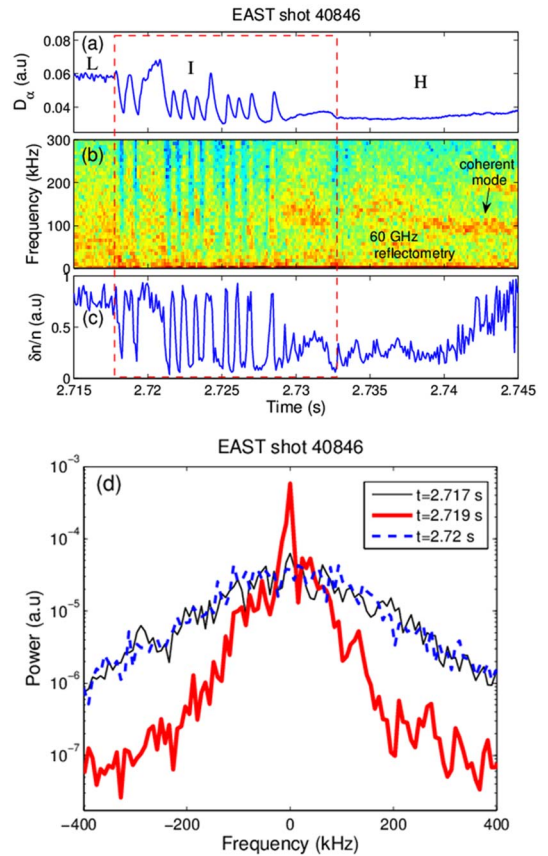 EAST shot 40846
(a)
L
I
H
Dα (a.u)
0.06
0.04
(b)
Frequency (kHz)
300
200
100
0
coherent
mode
60 GHz
reflectometry
(c)
δn/n (a.u)
0.5
0
2.715 2.72 2.725 2.73 2.735 2.74 2.745
Time (s)
EAST shot 40846
(d)
t=2.717 s
t=2.719 s
t=2.72 s
Power (a.u)
10⁻³
10⁻⁴
10⁻⁵
10⁻⁶
10⁻⁷
−400 −200 0 200 400
Frequency (kHz)